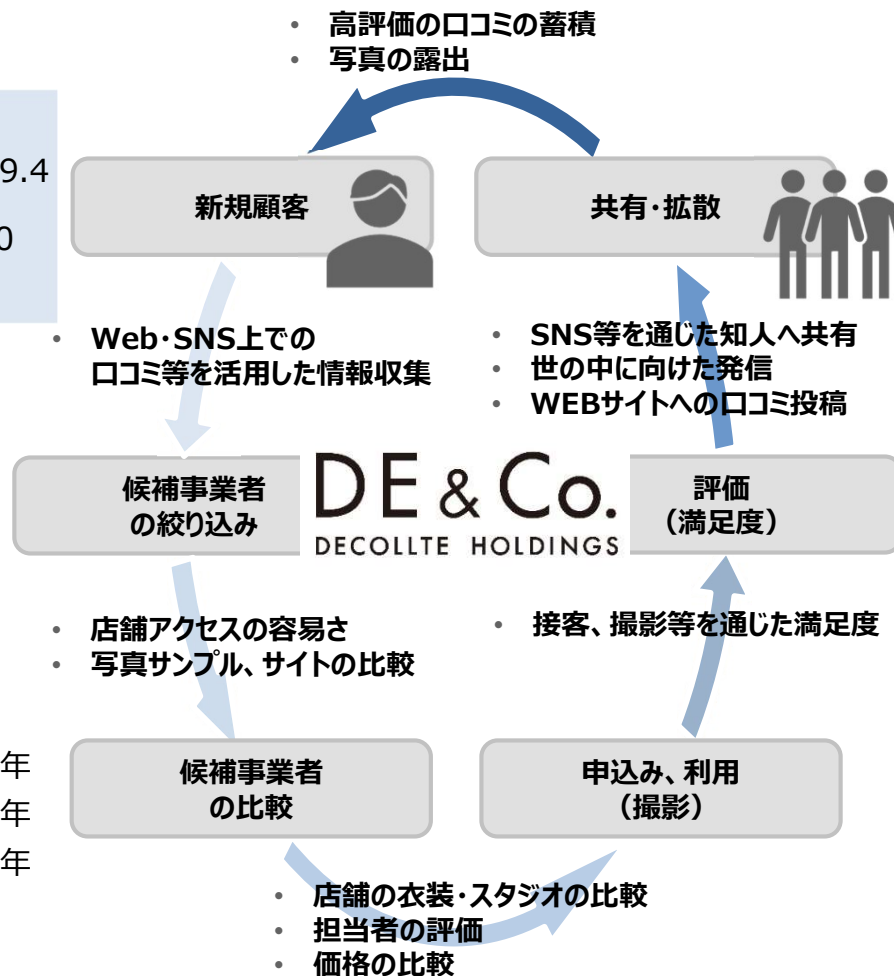 • 高評価の口コミの蓄積
• 写真の露出
9.4
0
新規顧客
共有・拡散
• Web・SNS上での
口コミ等を活用した情報収集
• SNS等を通じた知人へ共有
• 世の中に向けた発信
• WEBサイトへの口コミ投稿
候補事業者
の絞り込み
DE & Co.
DECOLLTE HOLDINGS
評価
（満足度）
• 店舗アクセスの容易さ
• 写真サンプル、サイトの比較
• 接客、撮影等を通じた満足度
年
年
年
候補事業者
の比較
申込み、利用
（撮影）
• 店舗の衣装・スタジオの比較
• 担当者の評価
• 価格の比較